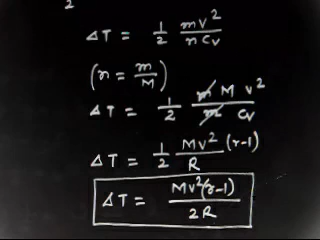 2
ΔT = 1/2 mv²/nCv
(n = m/M)
ΔT = 1/2 m M v²/m Cv
ΔT = 1/2 Mv²/R (r-1)
ΔT = Mv²(r-1)/2R